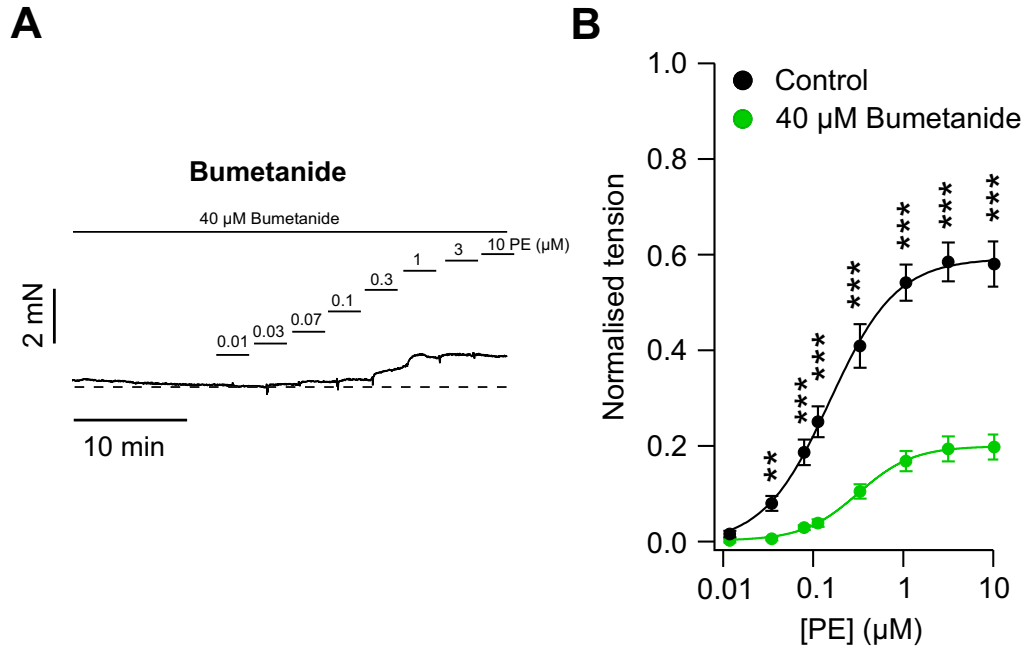 A
Bumetanide
40 µM Bumetanide
10 PE (µM)
3
1
0.3
0.1
0.07
0.03
0.01
2 mN
10 min
B
Control
40 µM Bumetanide
Normalised tension
1.0
0.8
0.6
0.4
0.2
0.0
**
***
***
***
***
***
***
0.01
0.1
1
10
[PE] (µM)